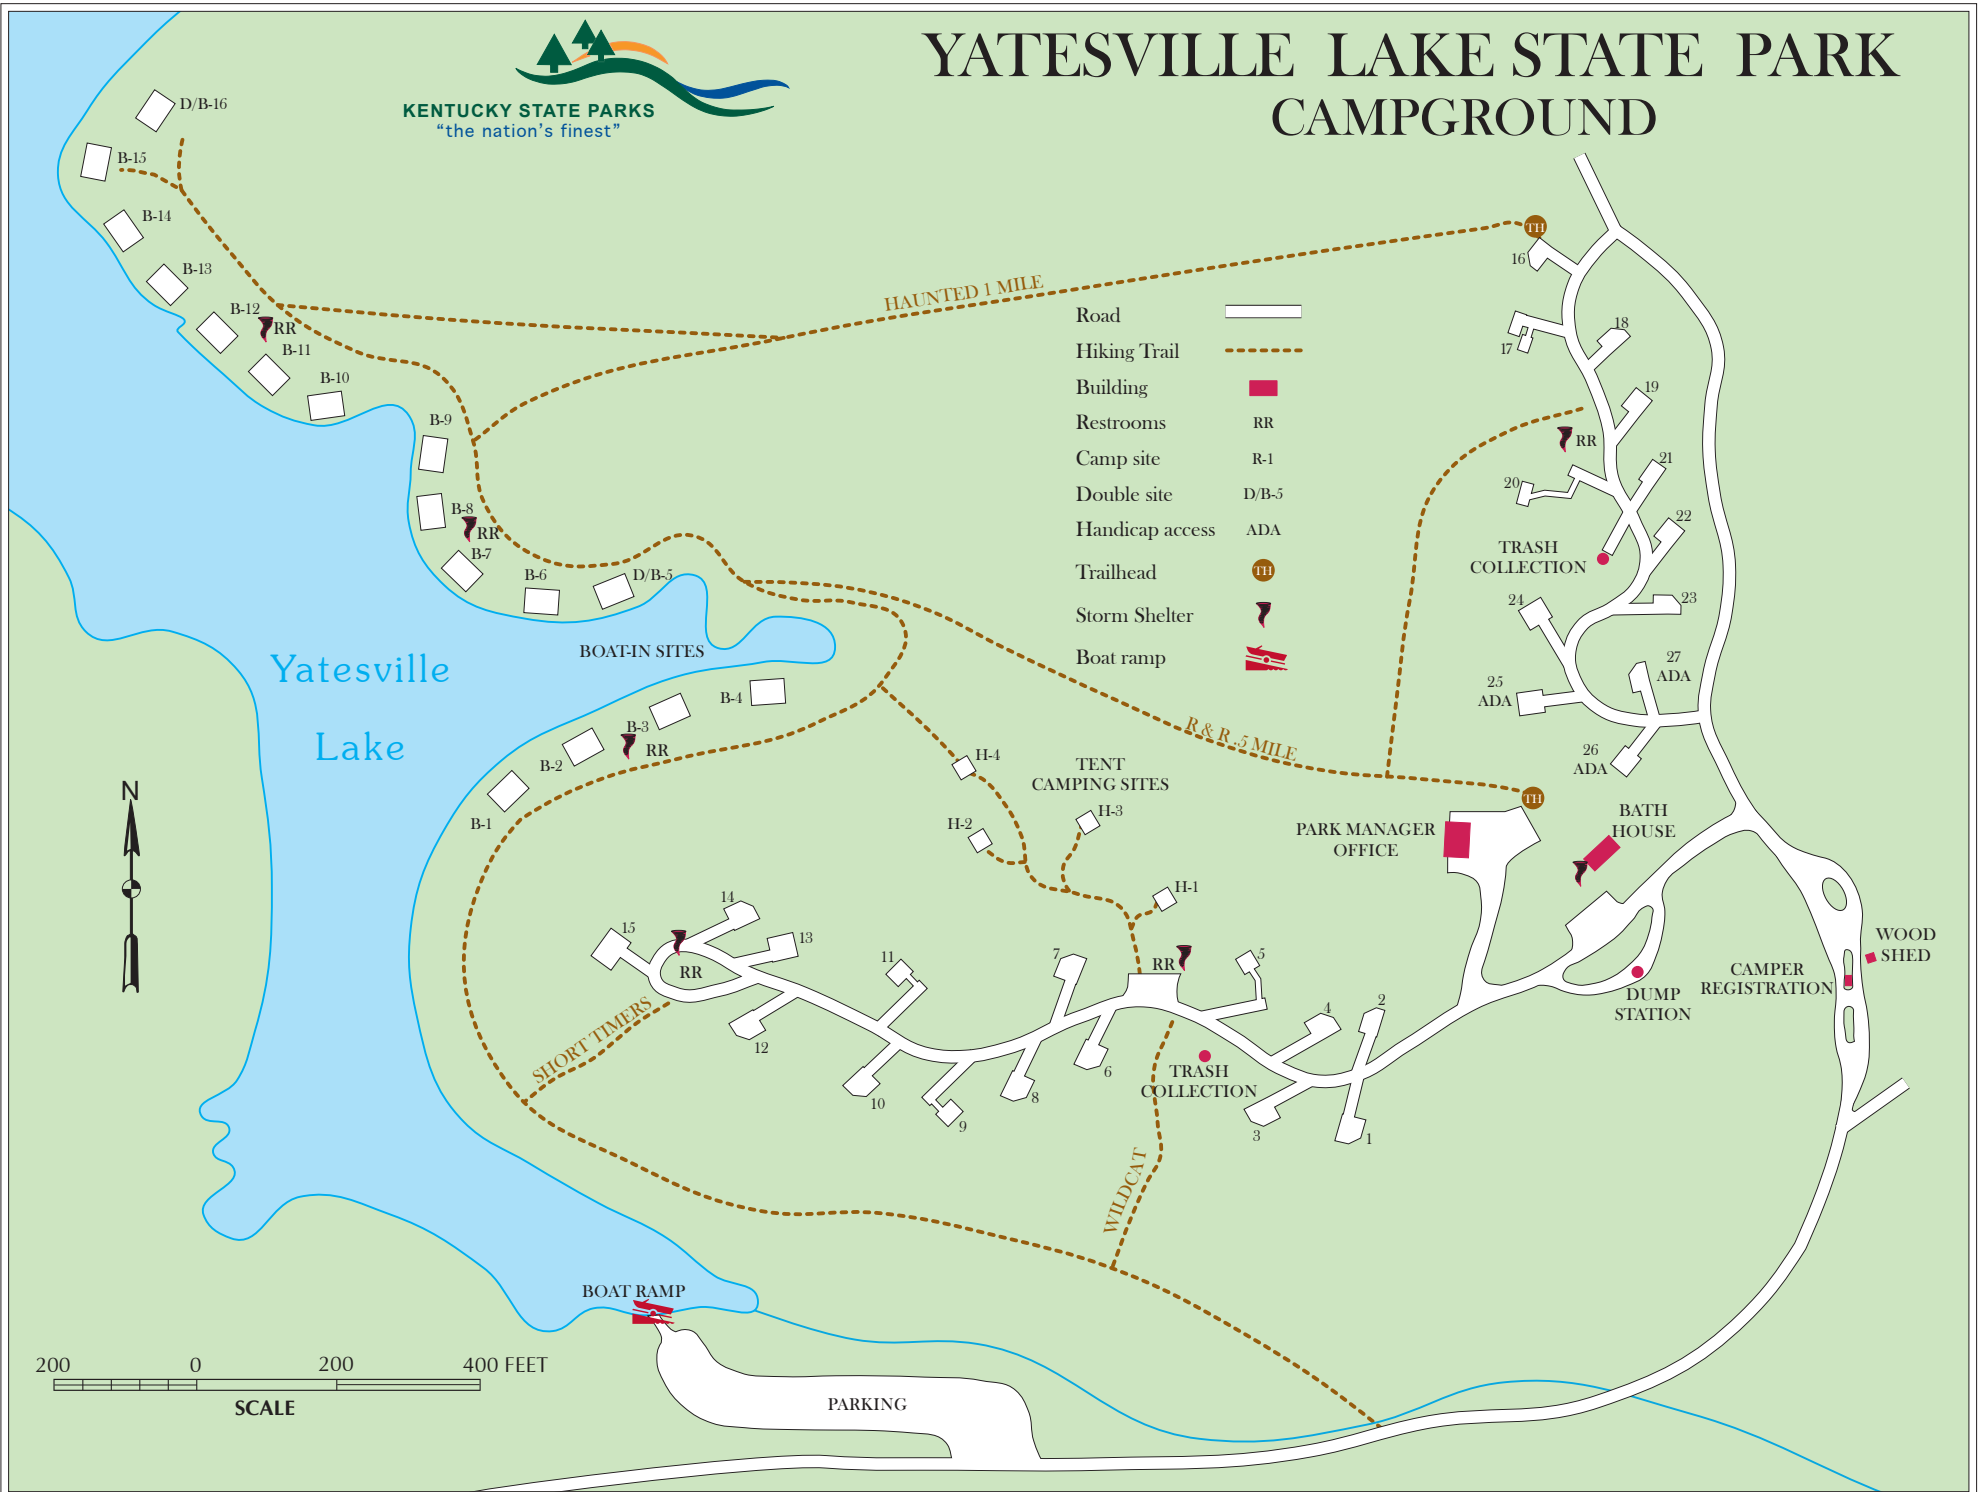 YATESVILLE LAKE STATE PARK
CAMPGROUND
KENTUCKY STATE PARKS
“the nation’s finest”
D/B-16
B-15
B-14
B-13
B-12
RR
B-11
B-10
B-9
B-8
RR
B-7
B-6
D/B-5
BOAT-IN SITES
B-4
B-3
RR
B-2
B-1
Yatesville
Lake
N
HAUNTED 1 MILE
TH
Road
Hiking Trail
Building
Restrooms RR
Camp site R-1
Double site D/B-5
Handicap access ADA
Trailhead TH
Storm Shelter
Boat ramp
16
17
18
19
RR
20
21
22
TRASH
COLLECTION
23
24
25
ADA
27
ADA
26
ADA
R & R .5 MILE
TH
TENT
CAMPING SITES
H-4
H-3
H-2
H-1
PARK MANAGER
OFFICE
BATH
HOUSE
WOOD
SHED
CAMPER
REGISTRATION
DUMP
STATION
15
14
13
RR
12
11
10
9
8
7
6
RR
5
4
2
3
1
TRASH
COLLECTION
SHORT TIMERS
WILDCAT
BOAT RAMP
PARKING
200 0 200 400 FEET
SCALE